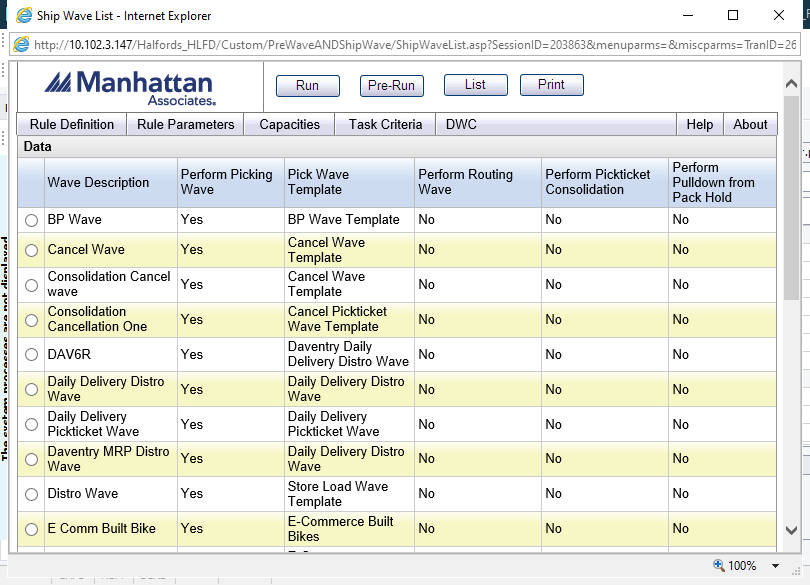 Ship Wave List - Internet Explorer
http://10.102.3.147/Halfords_HLFD/Custom/PreWaveANDShipWave/ShipWaveList.asp?SessionID=203863&menuparms=&miscparms=TranID=26
Manhattan
Associates.
Run Pre-Run List Print
Rule Definition Rule Parameters Capacities Task Criteria DWC Help About
Data
Wave Description
Perform Picking
Wave
Pick Wave
Template
Perform Routing
Wave
Perform Pickticket
Consolidation
Perform
Pulldown from
Pack Hold
BP Wave Yes BP Wave Template No No No
Cancel Wave Yes
Cancel Wave
Template
No No No
Consolidation Cancel
wave
Yes
Cancel Wave
Template
No No No
Consolidation
Cancellation One
Yes
Cancel Pickticket
Wave Template
No No No
DAV6R Yes
Daventry Daily
Delivery Distro Wave
No No No
Daily Delivery Distro
Wave
Yes
Daily Delivery Distro
Wave
No No No
Daily Delivery
Pickticket Wave
Yes
Daily Delivery
Pickticket Wave
No No No
Daventry MRP Distro
Wave
Yes
Daily Delivery Distro
Wave
No No No
Distro Wave Yes
Store Load Wave
Template
No No No
E Comm Built Bike Yes
E-Commerce Built
Bikes
No No No
The system processes are not displayed
100%